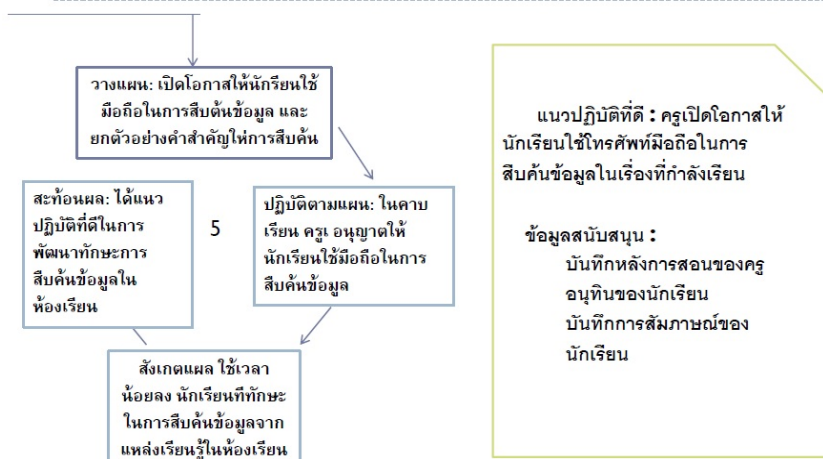 วางแผน: เปิดโอกาสให้นักรียนใช้
มือถือในการสืบต้นข้อมูล และ
ยกตัวอย่างคำสำคัญให่การสืบค้น
สะท้อนผล: ได้แนว
ปฏิบัติที่ดีในการ
พัฒนาทักษะการ
สืบค้นข้อมูลใน
ห้องเรียน
5
ปฏิบัติตามแผน: ในคาบ
เรียน ครูเ อนุญาตให้
นักเรียนใช้มือถือในการ
สืบค้นข้อมูล
สังเกตแผล ใช้เวลา
น้อยลง นักเรียนทีทักษะ
ในการสืบค้นข้อมูลจาก
แหล่งเรียนรู้ในห้องเรียน
แนวปฏิบัติที่ดี : ครูเปิดโอกาสให้
นักเรียนใช้โทรศัพท์มือถือในการ
สืบค้นข้อมูลในเรื่องที่กำลังเรียน
ข้อมูลสนับสนุน :
บันทึกหลังการสอนของครู
อนุทินของนักเรียน
บันทึกการสัมภาษณ์ของ
นักเรียน